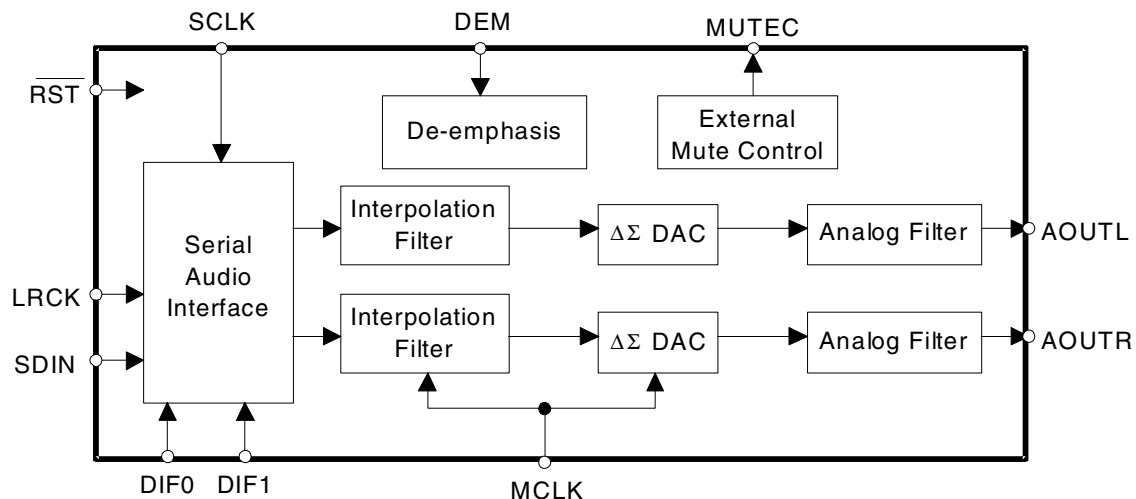 SCLK
DEM
MUTEC
RST
De-emphasis
External
Mute Control
Serial
Audio
Interface
Interpolation
Filter
ΔΣ DAC
Analog Filter
AOUTL
LRCK
SDIN
Interpolation
Filter
ΔΣ DAC
Analog Filter
AOUTR
DIF0
DIF1
MCLK